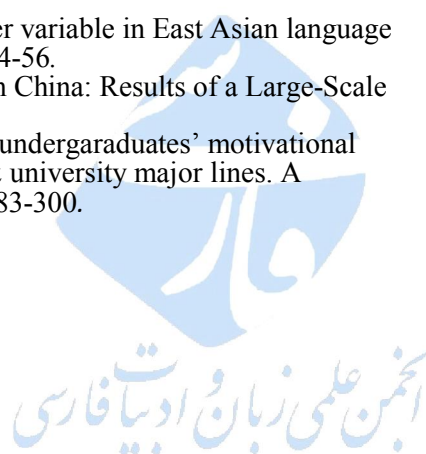 er variable in East Asian language
4-56.
n China: Results of a Large-Scale
undergaraduates’ motivational
university major lines. A
83-300.
فارسی
انجمن علمی زبان و ادبیات فارسی